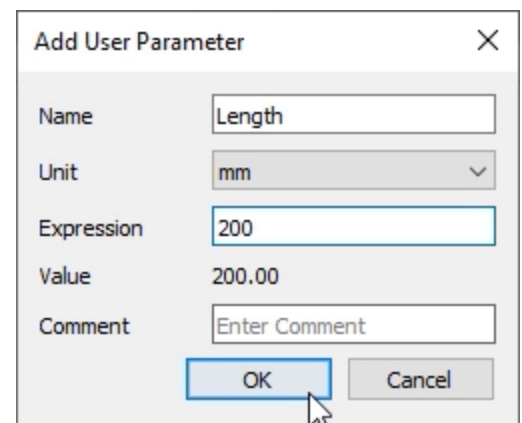 Add User Parameter
Name Length
Unit mm
Expression 200
Value 200.00
Comment Enter Comment
OK Cancel